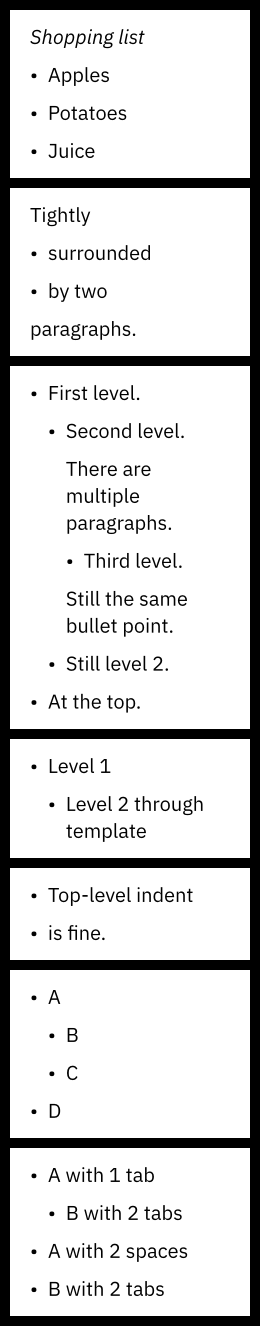 Shopping list
• Apples
• Potatoes
• Juice
Tightly
• surrounded
• by two
paragraphs.
• First level.
• Second level.
There are
multiple
paragraphs.
• Third level.
Still the same
bullet point.
• Still level 2.
• At the top.
• Level 1
• Level 2 through
template
• Top-level indent
• is fine.
• A
• B
• C
• D
• A with 1 tab
• B with 2 tabs
• A with 2 spaces
• B with 2 tabs